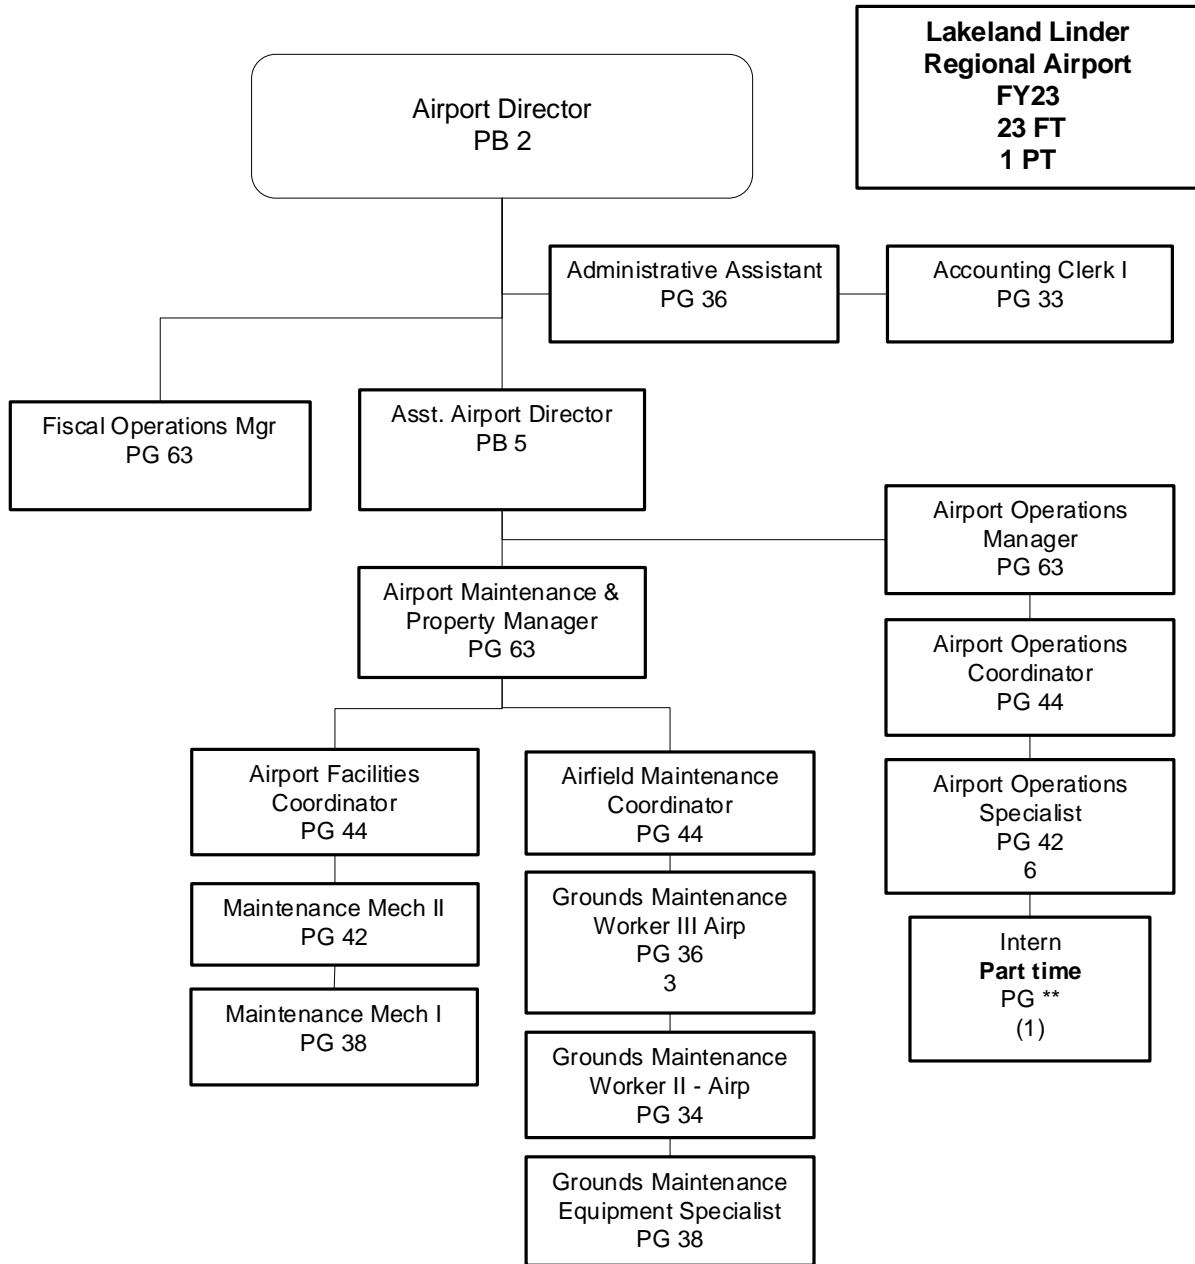 Lakeland Linder
Regional Airport
FY23
23 FT
1 PT
Airport Director
PB 2
Administrative Assistant
PG 36
Accounting Clerk I
PG 33
Fiscal Operations Mgr
PG 63
Asst. Airport Director
PB 5
Airport Operations
Manager
PG 63
Airport Maintenance &
Property Manager
PG 63
Airport Operations
Coordinator
PG 44
Airport Facilities
Coordinator
PG 44
Airfield Maintenance
Coordinator
PG 44
Airport Operations
Specialist
PG 42
6
Maintenance Mech II
PG 42
Grounds Maintenance
Worker III Airp
PG 36
3
Intern
Part time
PG **
(1)
Maintenance Mech I
PG 38
Grounds Maintenance
Worker II - Airp
PG 34
Grounds Maintenance
Equipment Specialist
PG 38